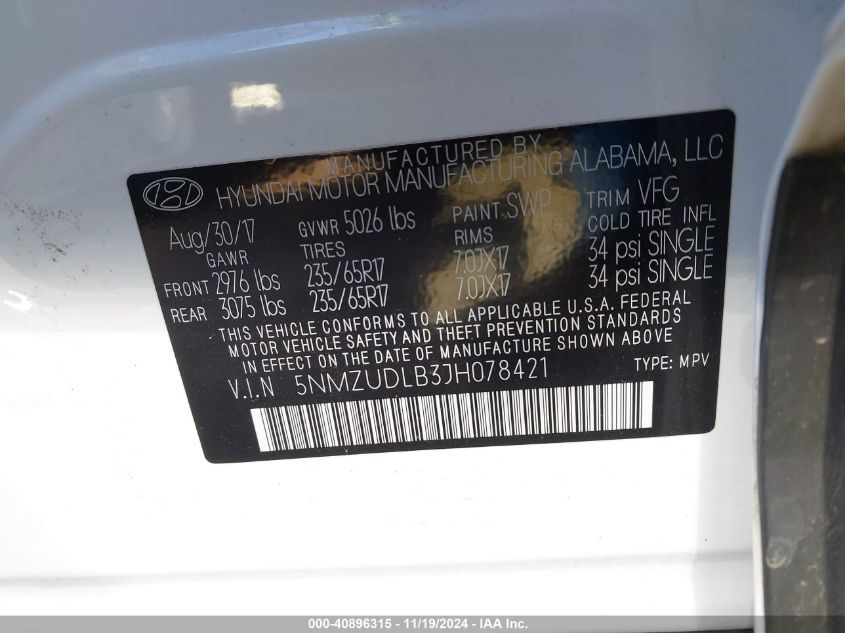 MANUFACTURED BY
HYUNDAI MOTOR MANUFACTURING ALABAMA, LLC
Aug/30/17 GVWR 5026 lbs PAINT SWP TRIM VFG
GAWR TIRES RIMS COLD TIRE INFL
FRONT 2976 lbs 235/65R17 7.0JX17 34 psi SINGLE
REAR 3075 lbs 235/65R17 7.0JX17 34 psi SINGLE
THIS VEHICLE CONFORMS TO ALL APPLICABLE U.S.A. FEDERAL
MOTOR VEHICLE SAFETY AND THEFT PREVENTION STANDARDS
IN EFFECT ON THE DATE OF MANUFACTURE SHOWN ABOVE
V.I.N 5NMZUDLB3JH078421 TYPE: MPV
000-40896315 - 11/19/2024 - IAA Inc.